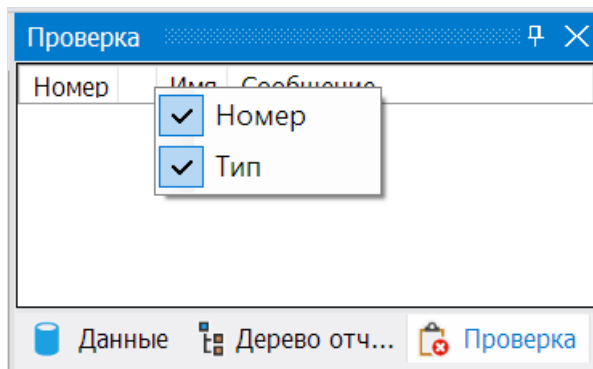 Проверка
Номер Имя Сообщение
Номер
Тип
Данные Дерево отч... Проверка